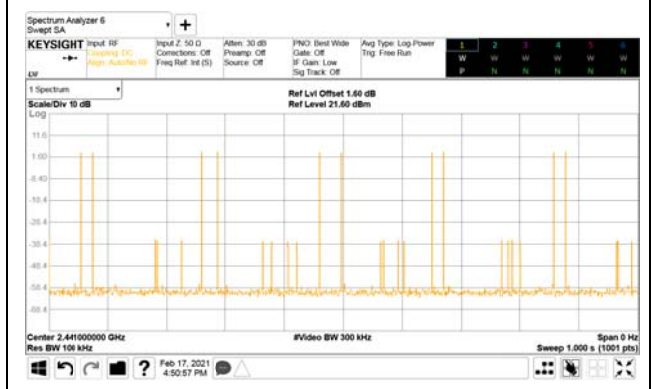 Spectrum Analyzer 6
Swept SA
KEYSIGHT Input: RF
Coupling: DC
Align: Auto/No RF
Input Z: 50 Ω
Corrections: Off
Freq Ref: Int (S)
Atten: 30 dB
Preamp: Off
Source: Off
PNO: Best Wide
Gate: Off
IF Gain: Low
Sig Track: Off
Avg Type: Log-Power
Trig: Free Run
1 2 3 4 5 6
W W W W W W
P N N N N N
1 Spectrum
Scale/Div 10 dB
Ref Lvl Offset 1.60 dB
Ref Level 21.60 dBm
Log
11.6
1.60
-8.40
-18.4
-28.4
-38.4
-48.4
-58.4
-68.4
Center 2.441000000 GHz
#Video BW 300 kHz
Span 0 Hz
Res BW 100 kHz
Sweep 1.000 s (1001 pts)
Feb 17, 2021
4:50:57 PM